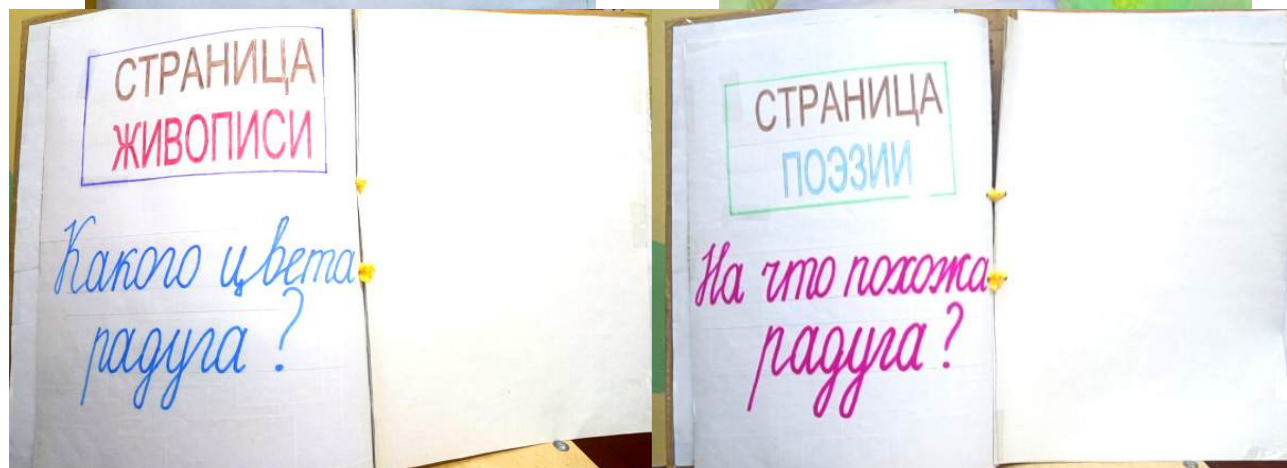 СТРАНИЦА
ЖИВОПИСИ
Какого цвета
радуга?
СТРАНИЦА
ПОЭЗИИ
На что похожа
радуга?